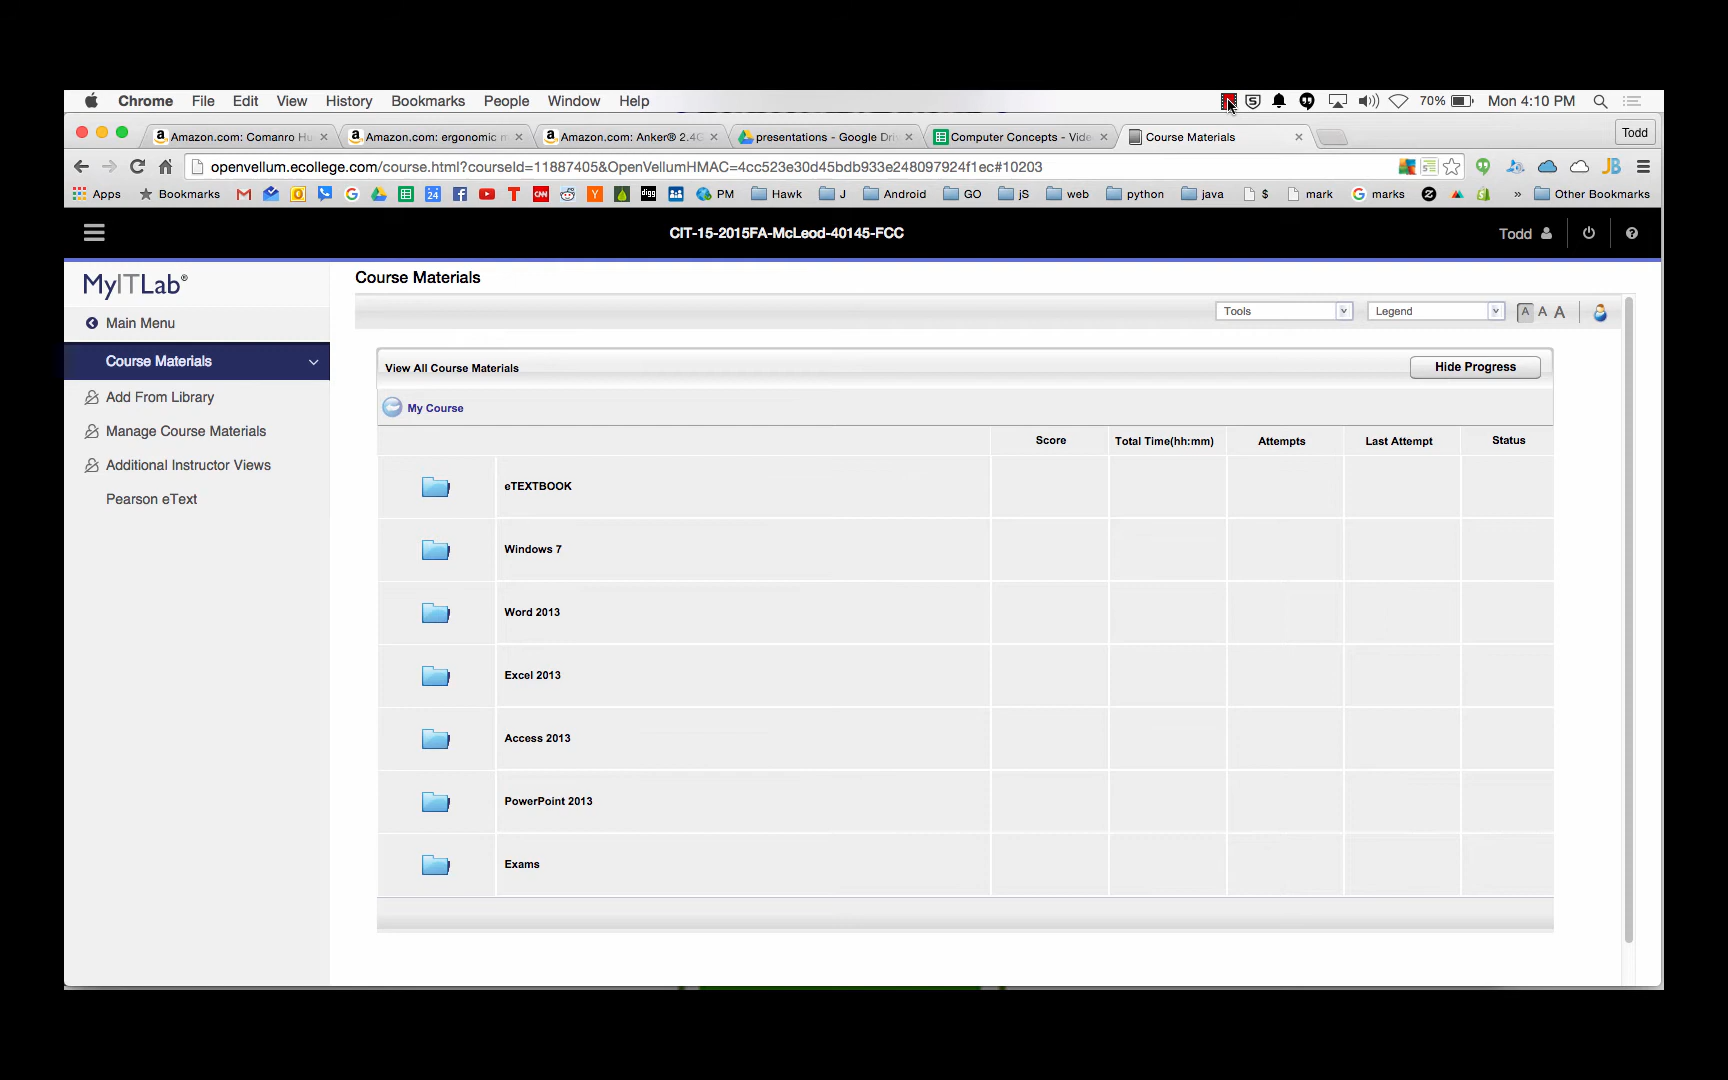 Chrome File Edit View History Bookmarks People Window Help 70% Mon 4:10 PM
Amazon.com: Comanro Hu Amazon.com: ergonomic m Amazon.com: Anker® 2.4G presentations - Google Dri Computer Concepts - Vide Course Materials Todd
openvellum.ecollege.com/course.html?courseId=11887405&OpenVellumHMAC=4cc523e30d45bdb933e248097924f1ec#10203
Apps Bookmarks 24 CNN digg PM Hawk J Android GO jS web python java $ mark marks » Other Bookmarks
CIT-15-2015FA-McLeod-40145-FCC
Todd
MyITLab®
Main Menu
Course Materials
Add From Library
Manage Course Materials
Additional Instructor Views
Pearson eText
Course Materials
Tools Legend A A A
View All Course Materials Hide Progress
My Course
Score Total Time(hh:mm) Attempts Last Attempt Status
eTEXTBOOK
Windows 7
Word 2013
Excel 2013
Access 2013
PowerPoint 2013
Exams